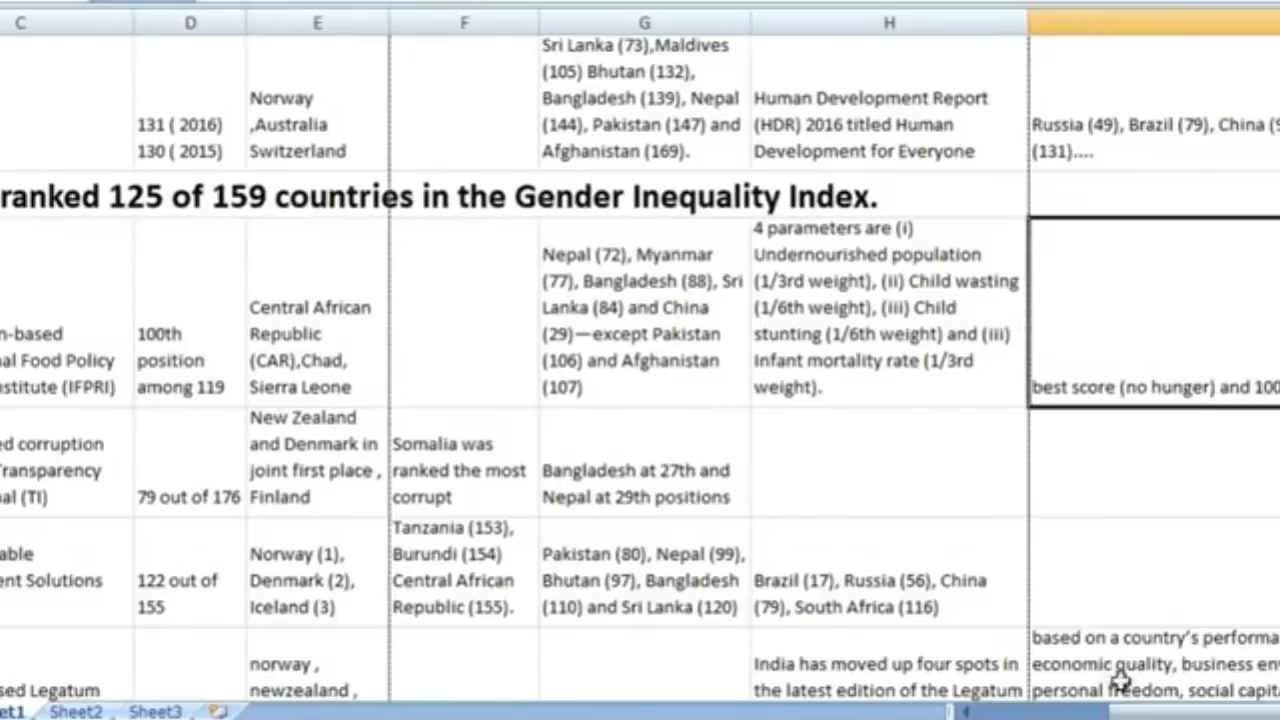 C D E F G H
131 ( 2016)
130 ( 2015)
Norway
,Australia
Switzerland
Sri Lanka (73),Maldives
(105) Bhutan (132),
Bangladesh (139), Nepal
(144), Pakistan (147) and
Afghanistan (169).
Human Development Report
(HDR) 2016 titled Human
Development for Everyone
Russia (49), Brazil (79), China (9
(131)....
ranked 125 of 159 countries in the Gender Inequality Index.
n-based
al Food Policy
stitute (IFPRI)
100th
position
among 119
Central African
Republic
(CAR),Chad,
Sierra Leone
Nepal (72), Myanmar
(77), Bangladesh (88), Sri
Lanka (84) and China
(29)—except Pakistan
(106) and Afghanistan
(107)
4 parameters are (i)
Undernourished population
(1/3rd weight), (ii) Child wasting
(1/6th weight), (iii) Child
stunting (1/6th weight) and (iii)
Infant mortality rate (1/3rd
weight).
best score (no hunger) and 100
ed corruption
Transparency
al (TI)
79 out of 176
New Zealand
and Denmark in
joint first place ,
Finland
Somalia was
ranked the most
corrupt
Bangladesh at 27th and
Nepal at 29th positions
able
ent Solutions
122 out of
155
Norway (1),
Denmark (2),
Iceland (3)
Tanzania (153),
Burundi (154)
Central African
Republic (155).
Pakistan (80), Nepal (99),
Bhutan (97), Bangladesh
(110) and Sri Lanka (120)
Brazil (17), Russia (56), China
(79), South Africa (116)
sed Legatum
norway ,
newzealand ,
India has moved up four spots in
the latest edition of the Legatum
based on a country's performa
economic quality, business en
personal freedom, social capit
et1 Sheet2 Sheet3